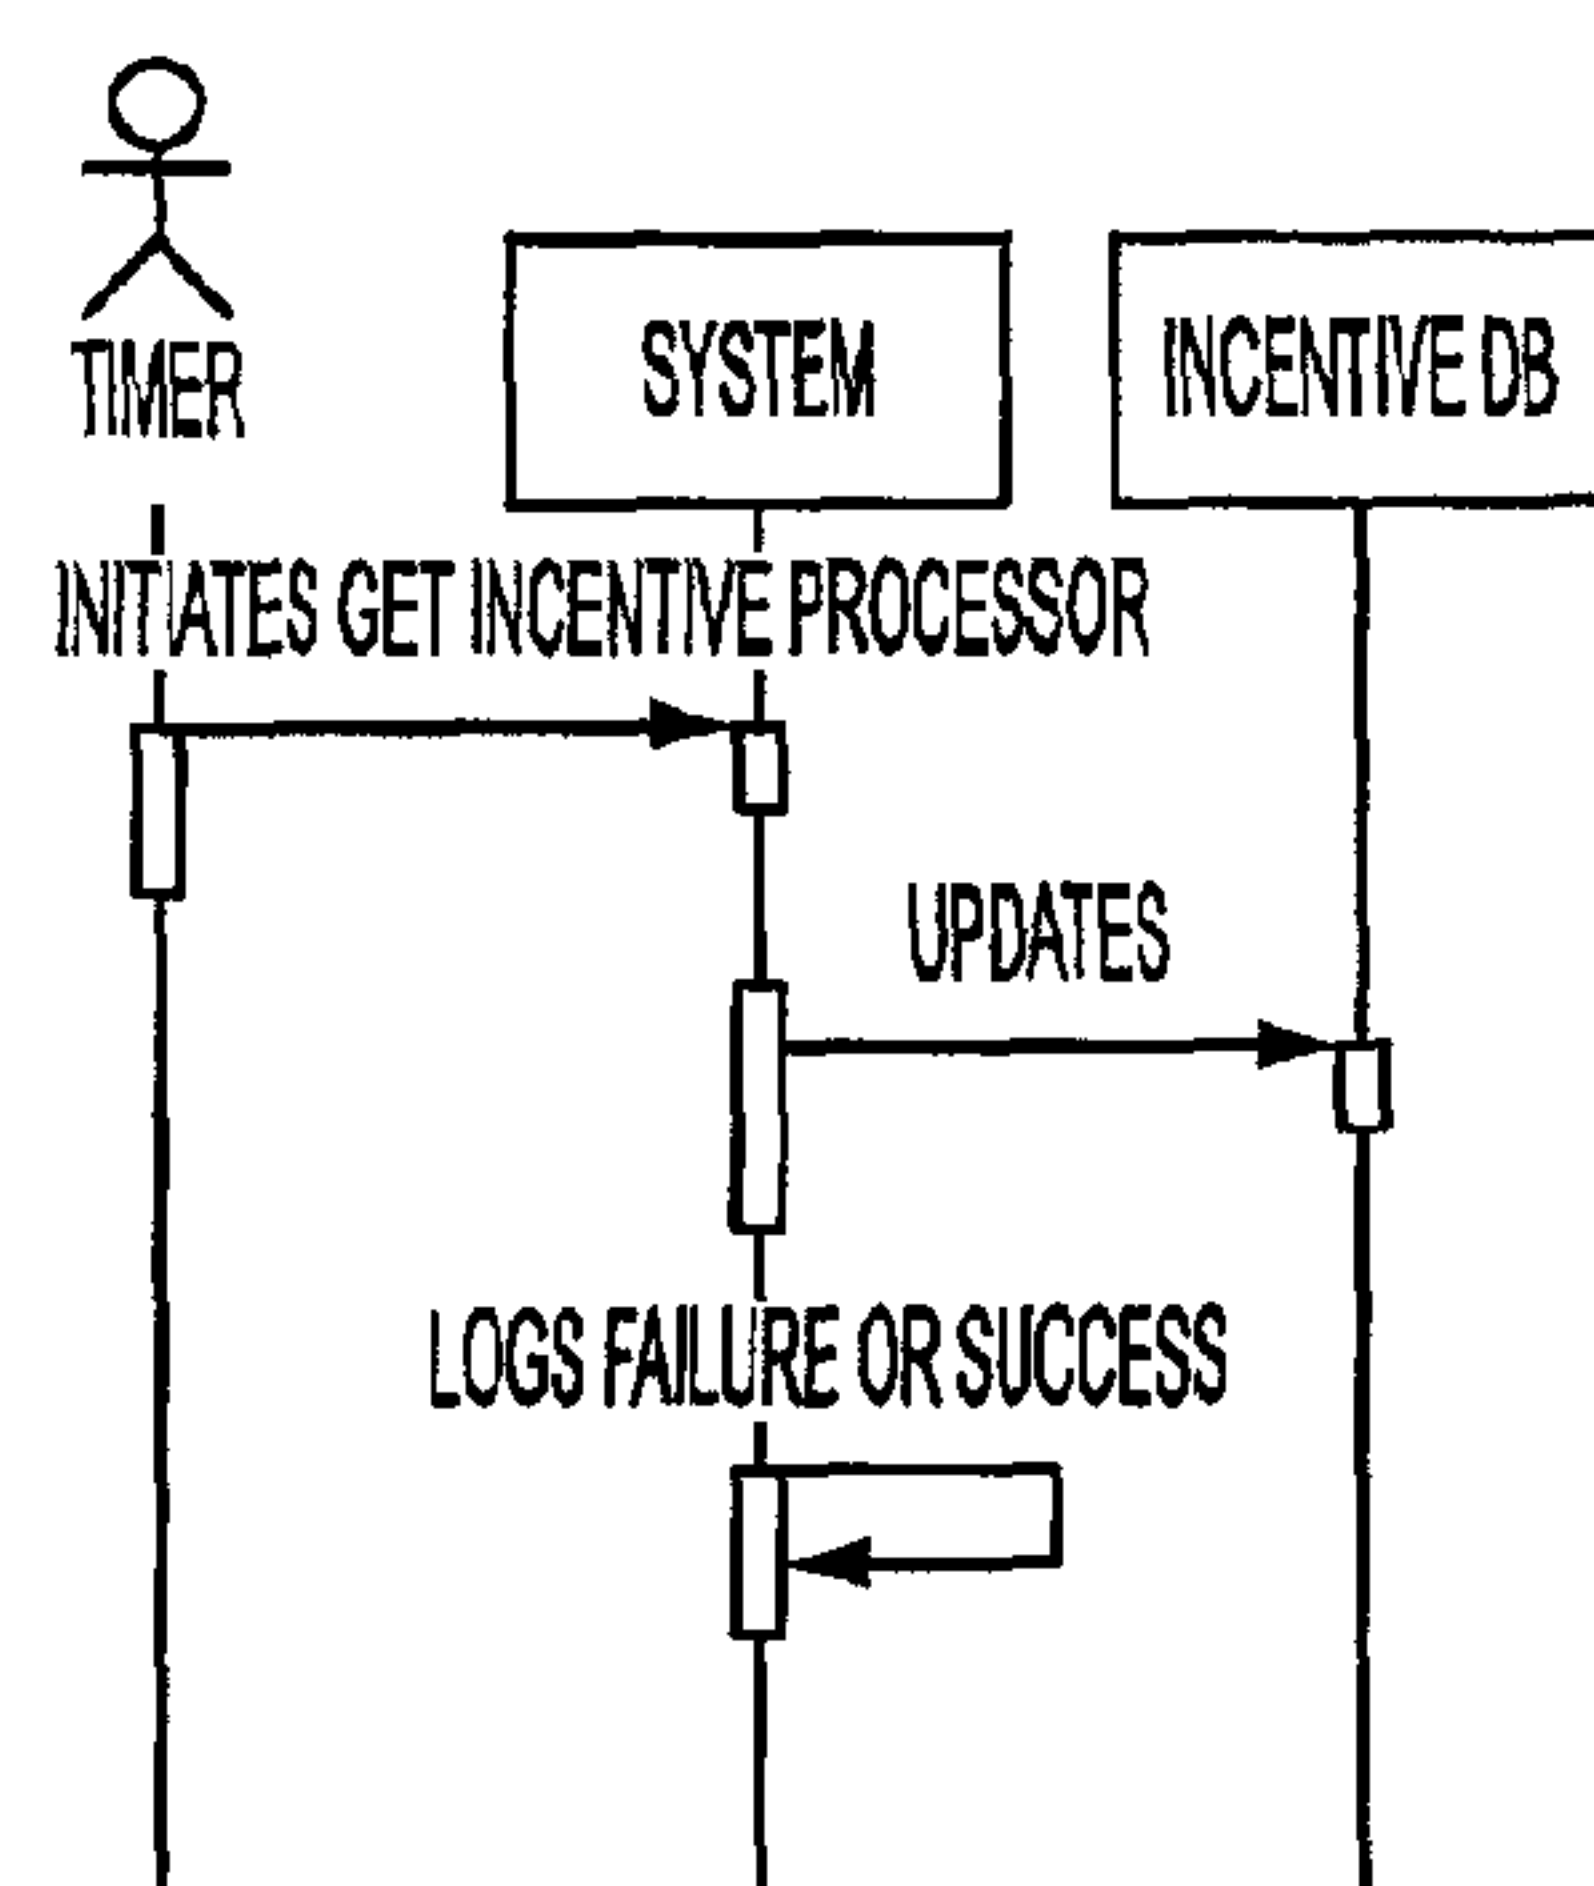 TIMER
SYSTEM
INCENTIVE DB
INITIATES GET INCENTIVE PROCESSOR
UPDATES
LOGS FAILURE OR SUCCESS